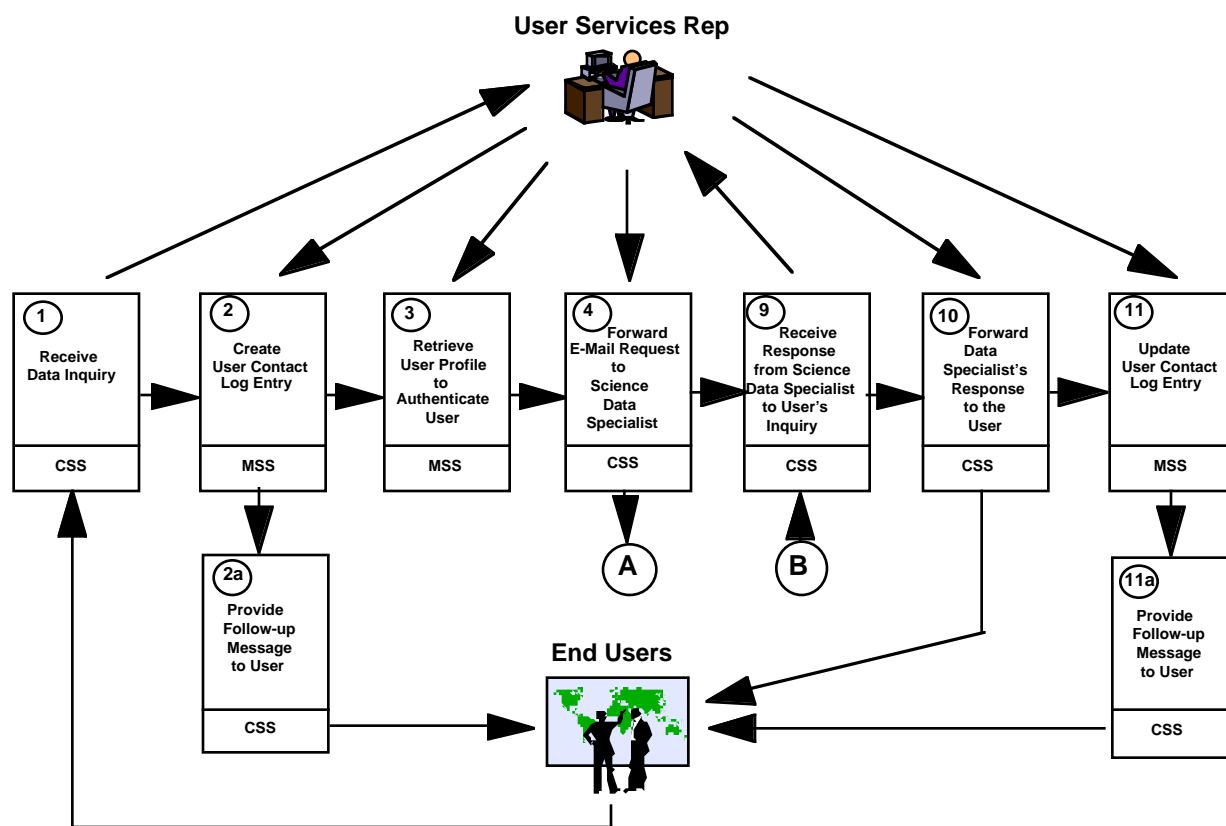 User Services Rep
1
Receive
Data Inquiry
CSS
2
Create
User Contact
Log Entry
MSS
3
Retrieve
User Profile
to
Authenticate
User
MSS
4
Forward
E-Mail Request
to
Science
Data
Specialist
CSS
9
Receive
Response
from Science
Data Specialist
to User's
Inquiry
CSS
10
Forward
Data
Specialist's
Response
to the
User
CSS
11
Update
User Contact
Log Entry
MSS
2a
Provide
Follow-up
Message
to User
CSS
A
B
11a
Provide
Follow-up
Message
to User
CSS
End Users